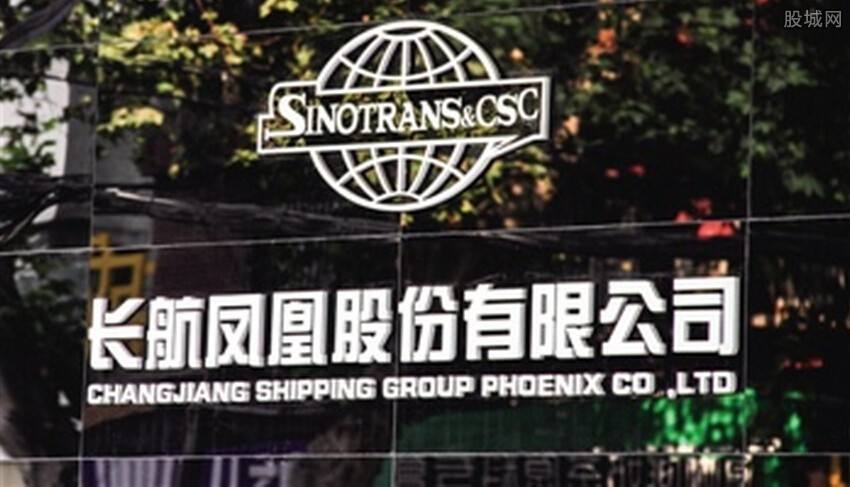 股城网
SINOTRANS&CSC
长航凤凰股份有限公司
CHANGJIANG SHIPPING GROUP PHOENIX CO .,LTD